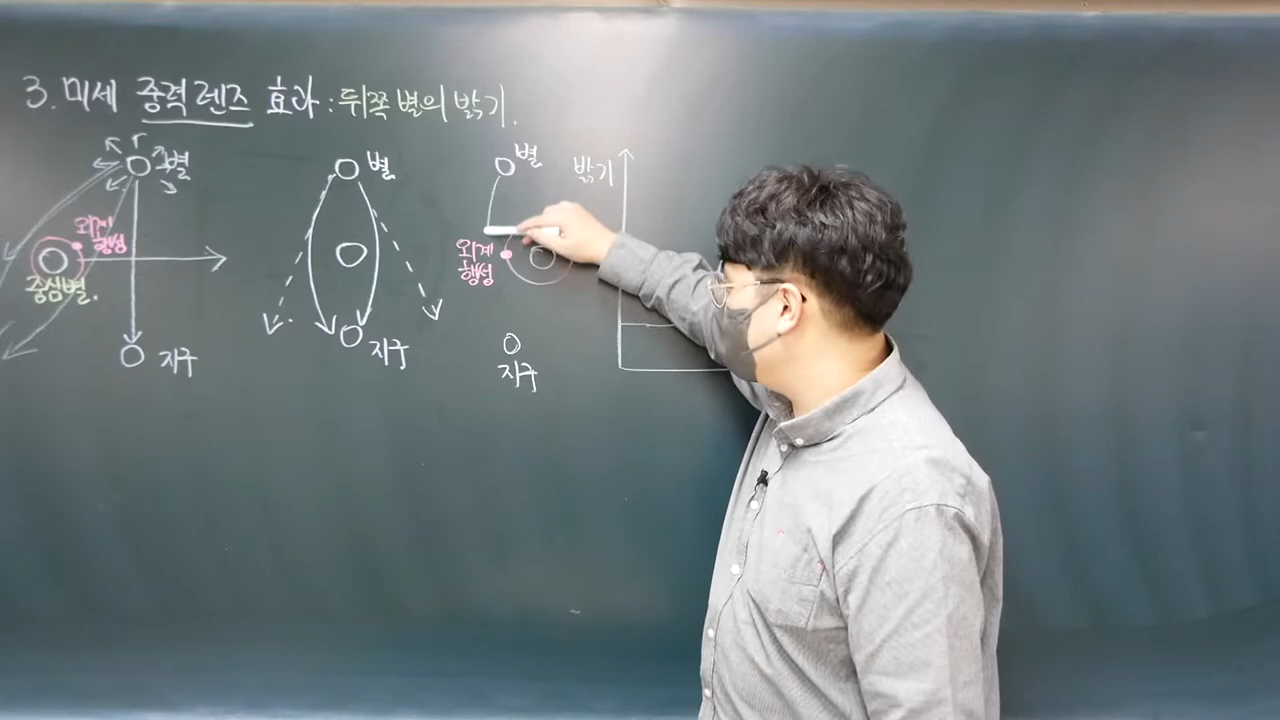 3. 미세 중력 렌즈 효과 : 뒤쪽 별의 밝기.
별
외계
행성
중심별.
지구
별
지구
별
외계
행성
지구
밝기